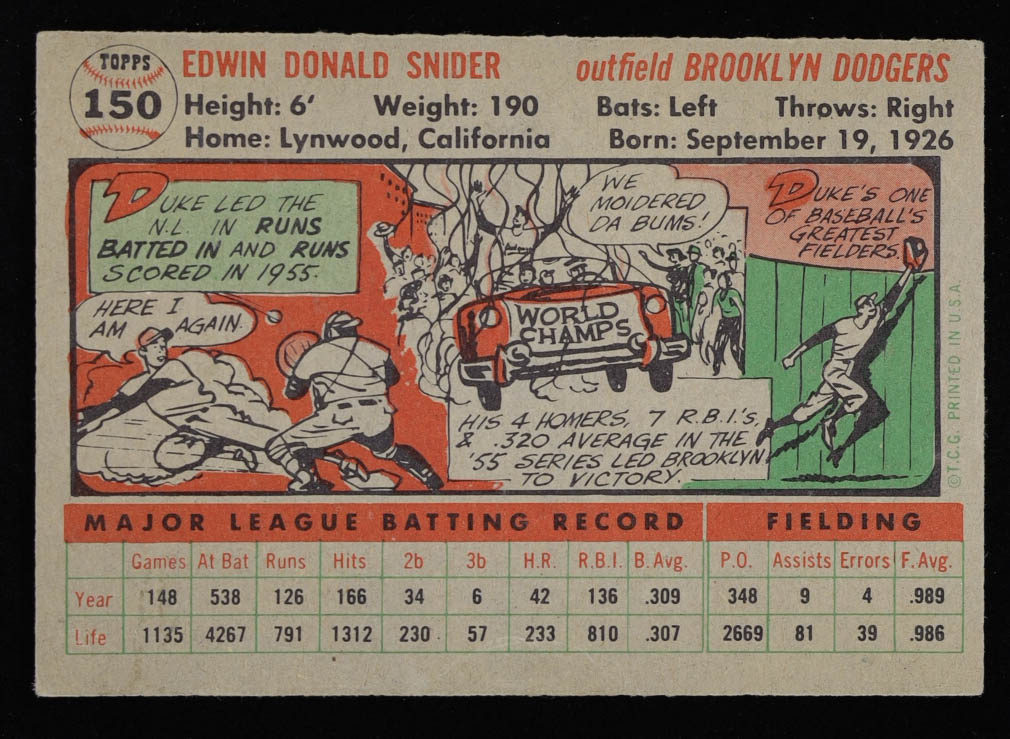 TOPPS
150
EDWIN DONALD SNIDER outfield BROOKLYN DODGERS
Height: 6' Weight: 190 Bats: Left Throws: Right
Home: Lynwood, California Born: September 19, 1926
DUKE LED THE
N.L. IN RUNS
BATTED IN AND RUNS
SCORED IN 1955.
HERE I
AM AGAIN.
WE
MOIDERED
DA BUMS!
WORLD
CHAMPS
HIS 4 HOMERS, 7 R.B.I.'S,
& .320 AVERAGE IN THE
'55 SERIES LED BROOKLYN
TO VICTORY.
DUKE'S ONE
OF BASEBALL'S
GREATEST
FIELDERS.
©T.C.G. PRINTED IN U.S.A.
MAJOR LEAGUE BATTING RECORD FIELDING
Games At Bat Runs Hits 2b 3b H.R. R.B.I. B. Avg. P.O. Assists Errors F. Avg.
Year 148 538 126 166 34 6 42 136 .309 348 9 4 .989
Life 1135 4267 791 1312 230 57 233 810 .307 2669 81 39 .986